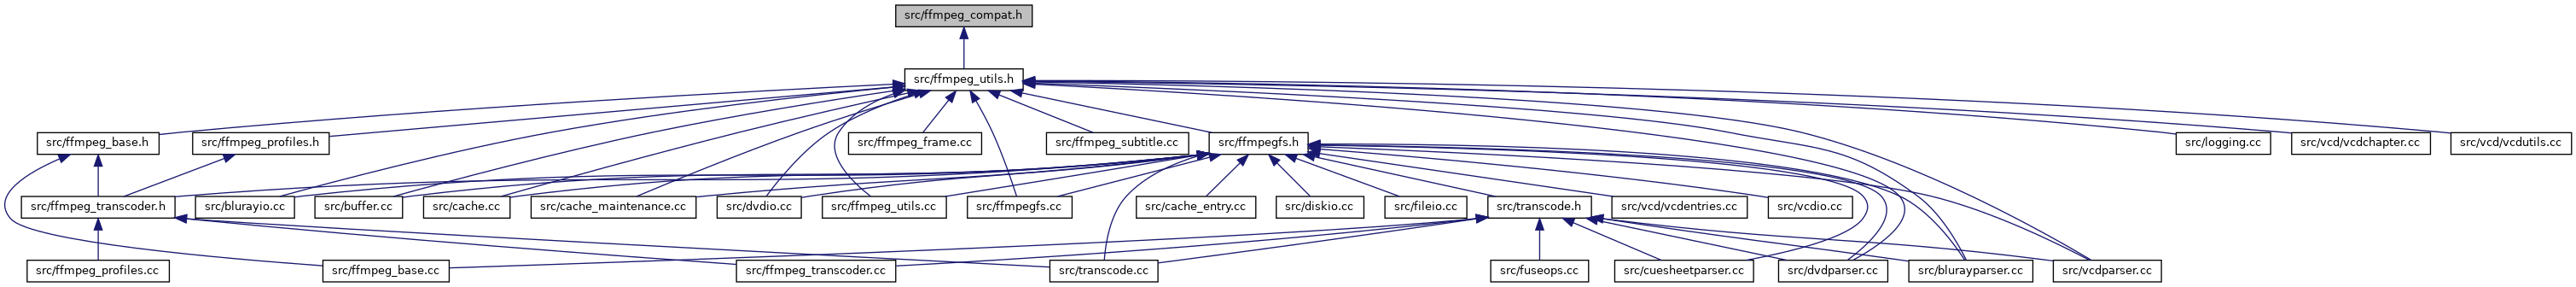 src/ffmpeg_compat.h
src/ffmpeg_utils.h
src/ffmpeg_base.h
src/ffmpeg_profiles.h
src/ffmpeg_frame.cc
src/ffmpeg_subtitle.cc
src/ffmpegfs.h
src/logging.cc
src/vcd/vcdchapter.cc
src/vcd/vcdutils.cc
src/ffmpeg_transcoder.h
src/blurayio.cc
src/buffer.cc
src/cache.cc
src/cache_maintenance.cc
src/dvdio.cc
src/ffmpeg_utils.cc
src/ffmpegfs.cc
src/cache_entry.cc
src/diskio.cc
src/fileio.cc
src/transcode.h
src/vcd/vcdentries.cc
src/vcdio.cc
src/ffmpeg_profiles.cc
src/ffmpeg_base.cc
src/ffmpeg_transcoder.cc
src/transcode.cc
src/fuseops.cc
src/cuesheetparser.cc
src/dvdparser.cc
src/blurayparser.cc
src/vcdparser.cc